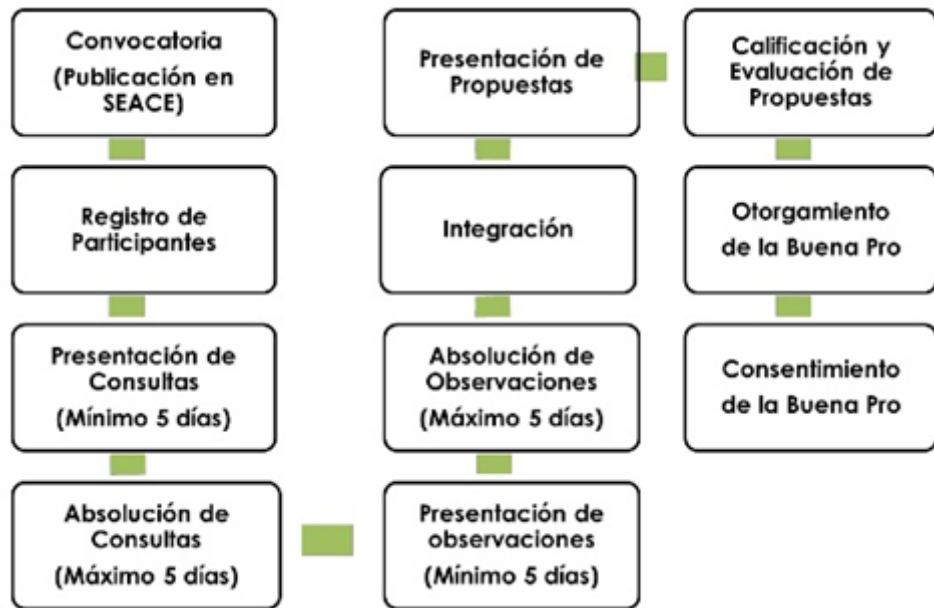 Convocatoria
(Publicación en
SEACE)
Registro de
Participantes
Presentación de
Consultas
(Mínimo 5 días)
Absolución de
Consultas
(Máximo 5 días)
Presentación de
observaciones
(Mínimo 5 días)
Absolución de
Observaciones
(Máximo 5 días)
Integración
Presentación de
Propuestas
Calificación y
Evaluación de
Propuestas
Otorgamiento
de la Buena Pro
Consentimiento
de la Buena Pro